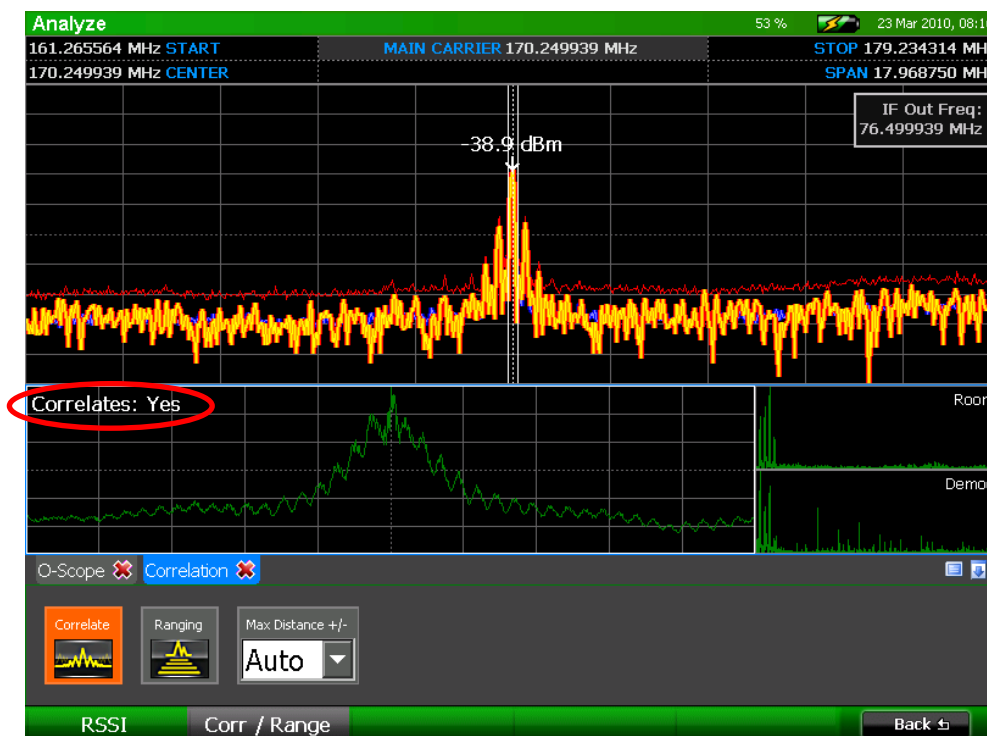 Analyze 53 % 23 Mar 2010, 08:1
161.265564 MHz START MAIN CARRIER 170.249939 MHz STOP 179.234314 MH
170.249939 MHz CENTER SPAN 17.968750 MH
IF Out Freq:
76.499939 MHz
-38.9 dBm
Correlates: Yes
Roor
Demo
O-Scope Correlation
Correlate Ranging Max Distance +/-
Auto
RSSI Corr / Range Back